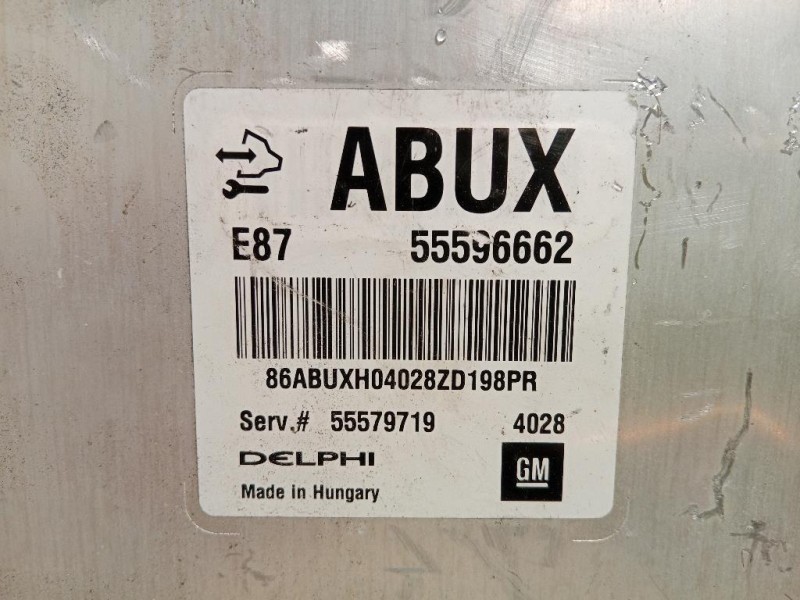 ABUX
E87 55596662
86ABUXH04028ZD198PR
Serv.# 55579719 4028
DELPHI GM
Made in Hungary